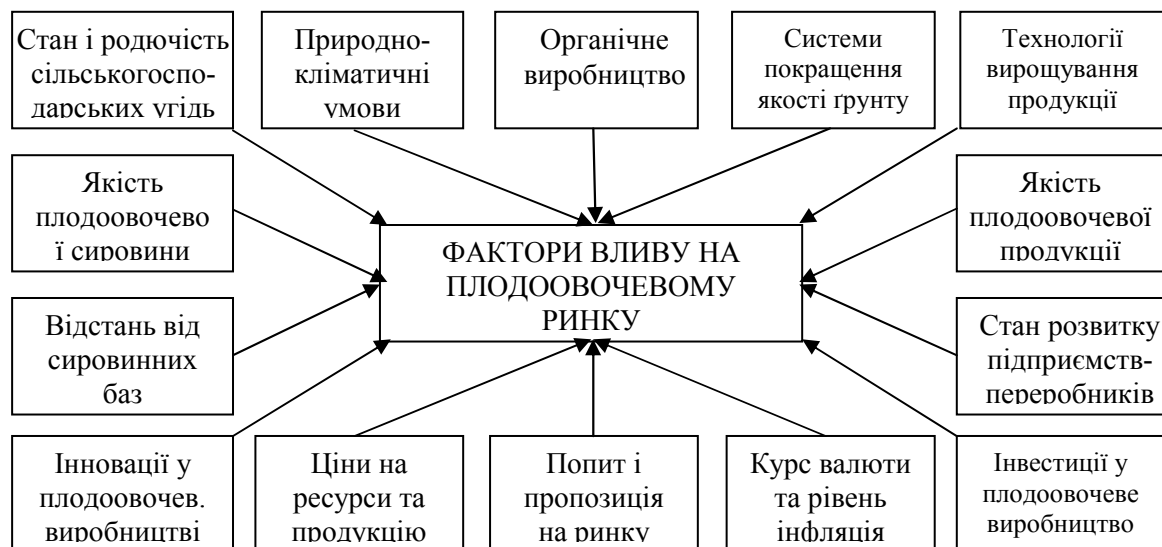 Стан і родючість
сільськогоспо-
дарських угідь
Природно-
кліматичні
умови
Органічне
виробництво
Системи
покращення
якості ґрунту
Технології
вирощування
продукції
Якість
плодоовочево
ї сировини
ФАКТОРИ ВЛИВУ НА
ПЛОДООВОЧЕВОМУ
РИНКУ
Якість
плодоовочевої
продукції
Відстань від
сировинних
баз
Стан розвитку
підприємств-
переробників
Інновації у
плодоовочев.
виробництві
Ціни на
ресурси та
продукцію
Попит і
пропозиція
на ринку
Курс валюти
та рівень
інфляція
Інвестиції у
плодоовочеве
виробництво